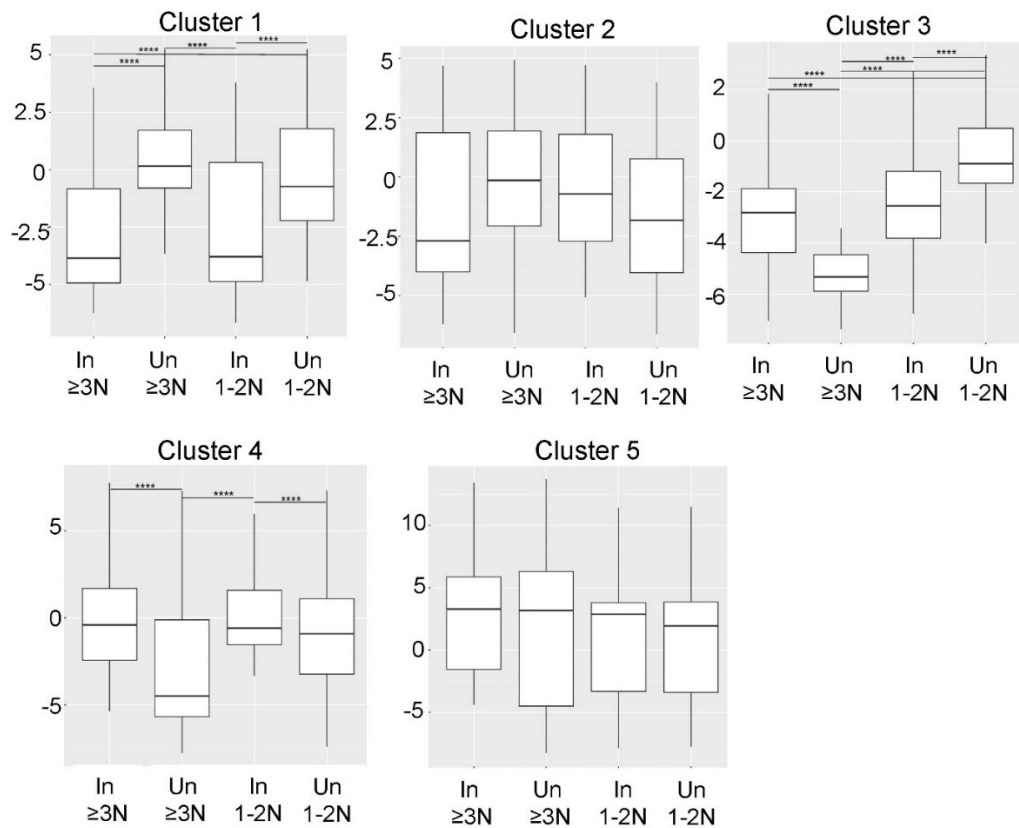 Cluster 1
5
2.5
0
-2.5
-5
****
****
****
****
In Un In Un
≥3N ≥3N 1-2N 1-2N
Cluster 2
5
2.5
0
-2.5
-5
In Un In Un
≥3N ≥3N 1-2N 1-2N
Cluster 3
2
0
-2
-4
-6
****
****
****
****
****
In Un In Un
≥3N ≥3N 1-2N 1-2N
Cluster 4
5
0
-5
****
****
****
In Un In Un
≥3N ≥3N 1-2N 1-2N
Cluster 5
10
5
0
-5
In Un In Un
≥3N ≥3N 1-2N 1-2N